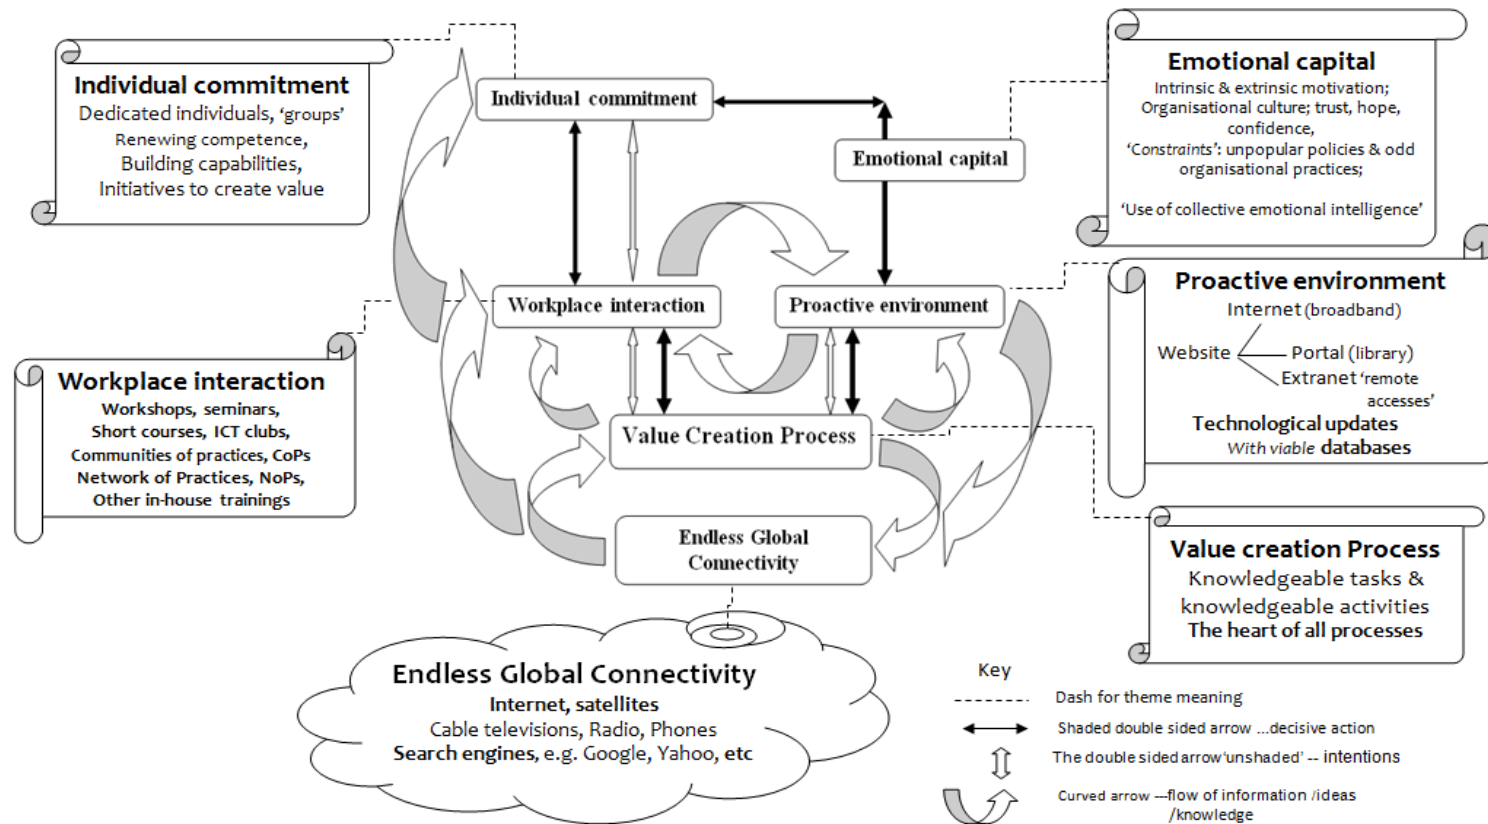 Individual commitment
Dedicated individuals, ‘groups’
Renewing competence,
Building capabilities,
Initiatives to create value
Individual commitment
Emotional capital
Emotional capital
Intrinsic & extrinsic motivation;
Organisational culture; trust, hope,
confidence,
‘Constraints’: unpopular policies & odd
organisational practices;
‘Use of collective emotional intelligence’
Workplace interaction
Proactive environment
Proactive environment
Internet (broadband)
Website
Portal (library)
Extranet ‘remote
accesses’
Technological updates
With viable databases
Workplace interaction
Workshops, seminars,
Short courses, ICT clubs,
Communities of practices, CoPs
Network of Practices, NoPs,
Other in-house trainings
Value Creation Process
Endless Global
Connectivity
Value creation Process
Knowledgeable tasks &
knowledgeable activities
The heart of all processes
Endless Global Connectivity
Internet, satellites
Cable televisions, Radio, Phones
Search engines, e.g. Google, Yahoo, etc
Key
Dash for theme meaning
Shaded double sided arrow ...decisive action
The double sided arrow ‘unshaded’ -- intentions
Curved arrow ---flow of information /ideas
/knowledge